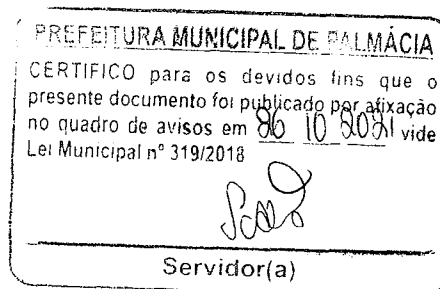 PREFEITURA MUNICIPAL DE PALMÁCIA
CERTIFICO para os devidos fins que o
presente documento foi publicado por afixação
no quadro de avisos em 26 10 2021 vide
Lei Municipal nº 319/2018
Servidor(a)